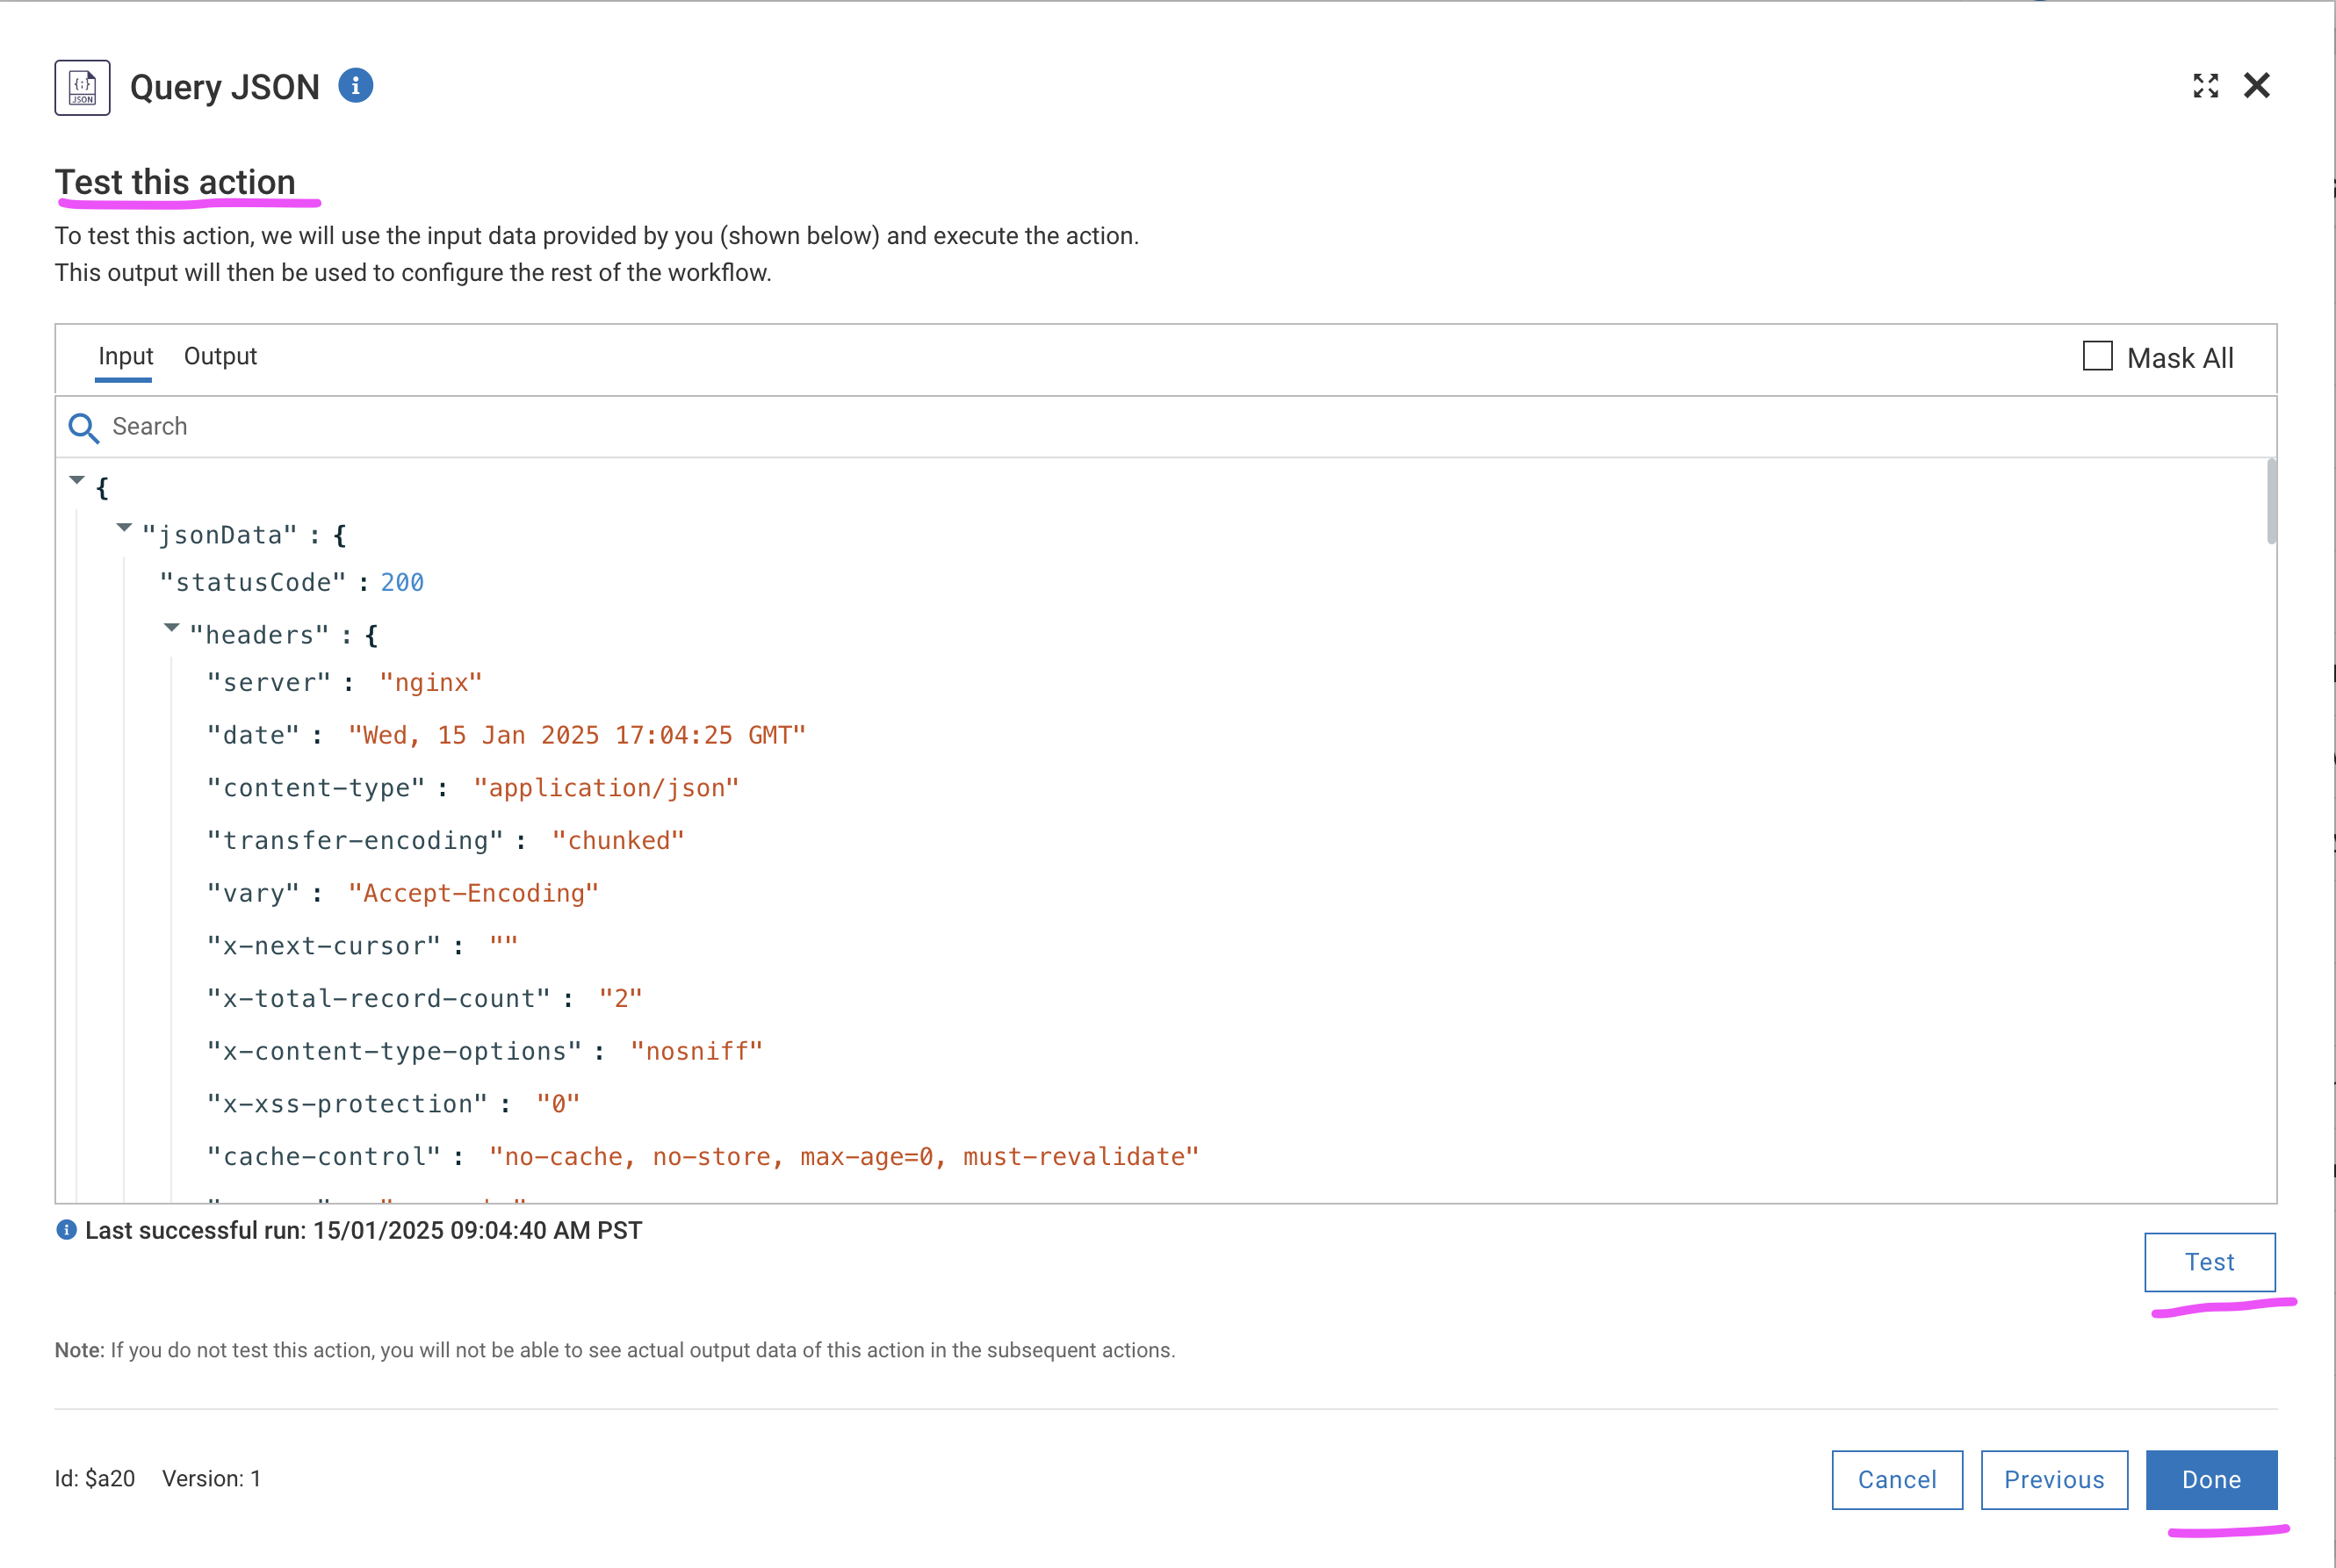 {;}
JSON
Query JSON
Test this action
To test this action, we will use the input data provided by you (shown below) and execute the action.
This output will then be used to configure the rest of the workflow.
Input Output Mask All
Search
{
"jsonData" : {
"statusCode" : 200
"headers" : {
"server" : "nginx"
"date" : "Wed, 15 Jan 2025 17:04:25 GMT"
"content-type" : "application/json"
"transfer-encoding" : "chunked"
"vary" : "Accept-Encoding"
"x-next-cursor" : ""
"x-total-record-count" : "2"
"x-content-type-options" : "nosniff"
"x-xss-protection" : "0"
"cache-control" : "no-cache, no-store, max-age=0, must-revalidate"
Last successful run: 15/01/2025 09:04:40 AM PST
Test
Note: If you do not test this action, you will not be able to see actual output data of this action in the subsequent actions.
Id: $a20 Version: 1
Cancel Previous Done